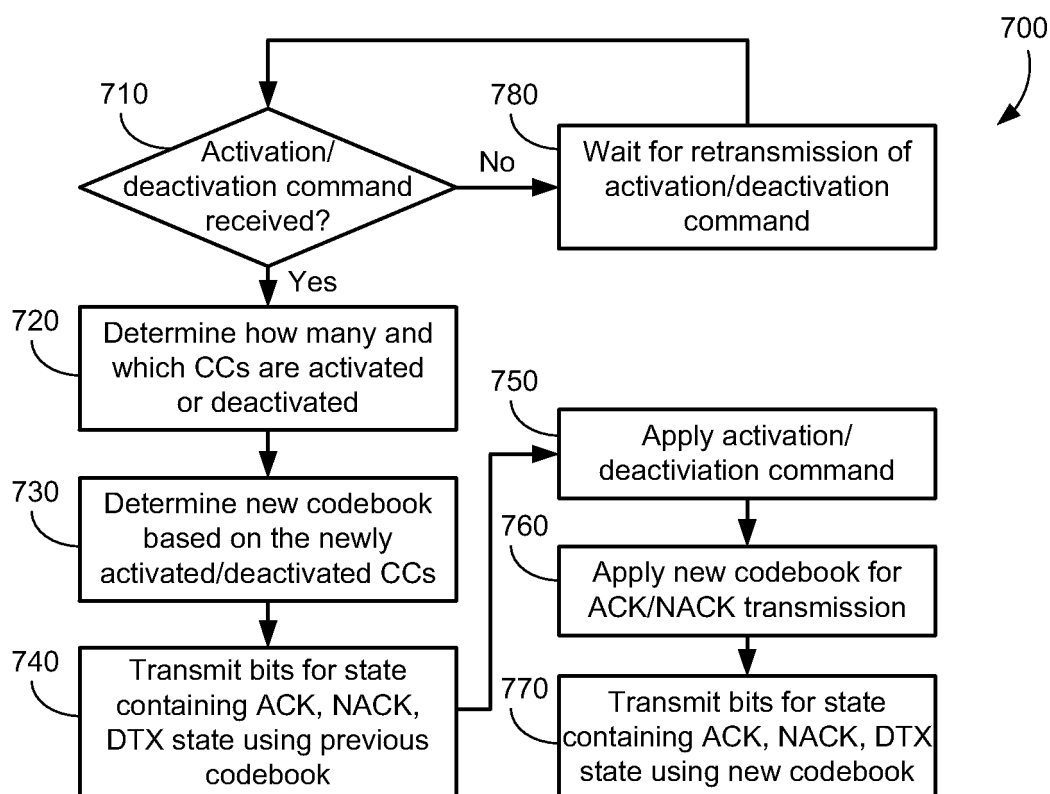 700
710
Activation/
deactivation command
received?
No
780
Wait for retransmission of
activation/deactivation
command
Yes
720
Determine how many and
which CCs are activated
or deactivated
730
Determine new codebook
based on the newly
activated/deactivated CCs
740
Transmit bits for state
containing ACK, NACK,
DTX state using previous
codebook
750
Apply activation/
deactiviation command
760
Apply new codebook for
ACK/NACK transmission
770
Transmit bits for state
containing ACK, NACK, DTX
state using new codebook